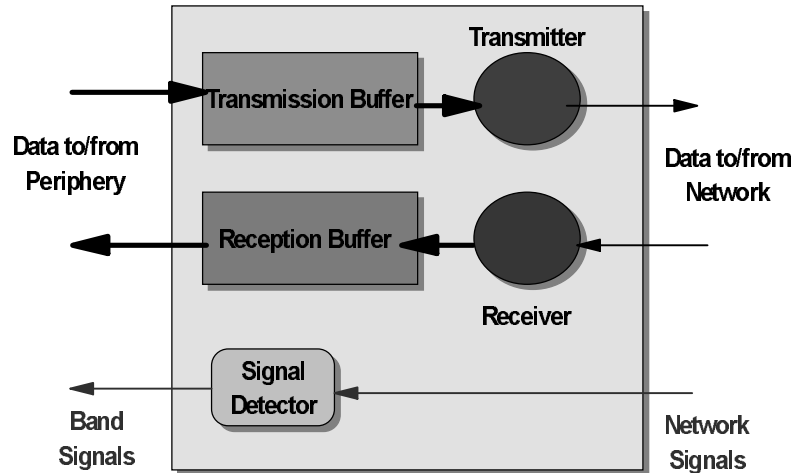 Transmitter
Transmission Buffer
Data to/from
Periphery
Data to/from
Network
Reception Buffer
Receiver
Signal
Detector
Band
Signals
Network
Signals